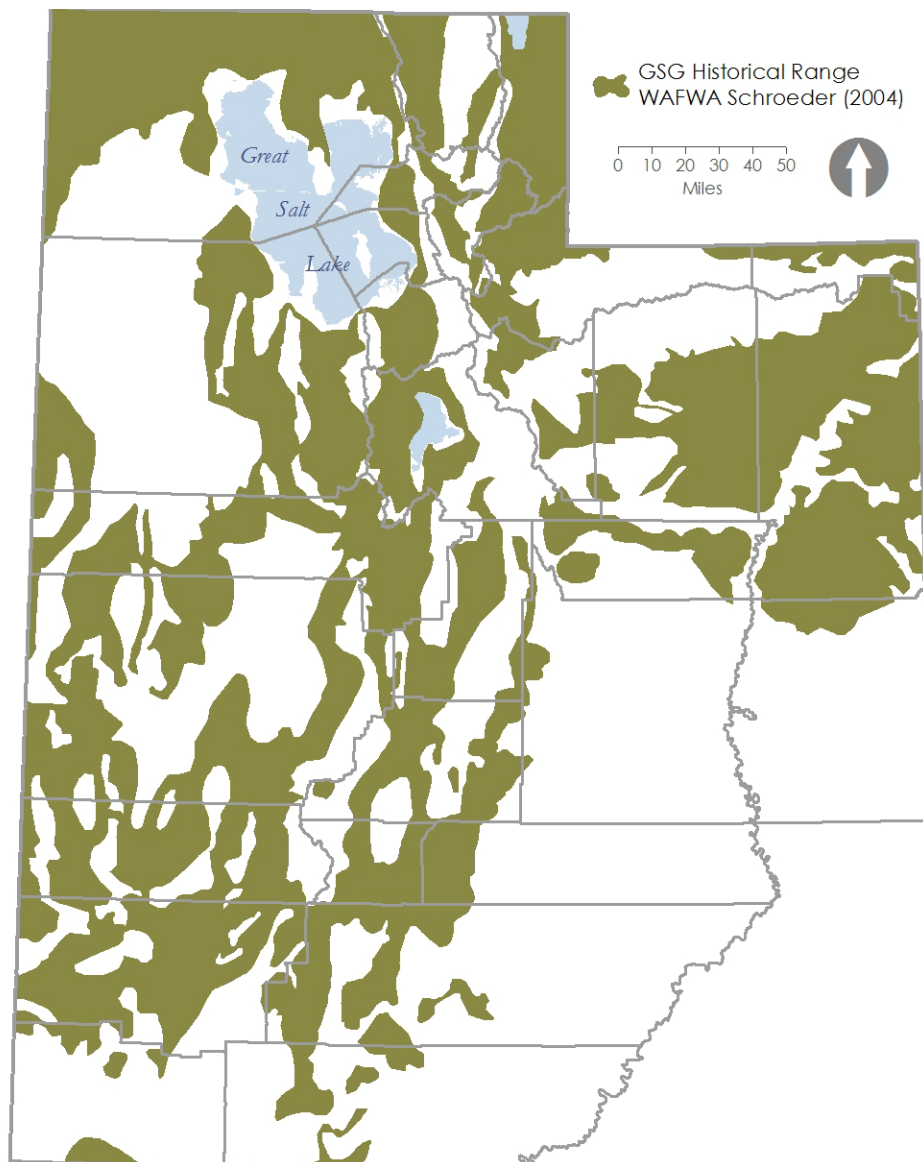 GSG Historical Range
WAFWA Schroeder (2004)
0 10 20 30 40 50
Miles
Great
Salt
Lake